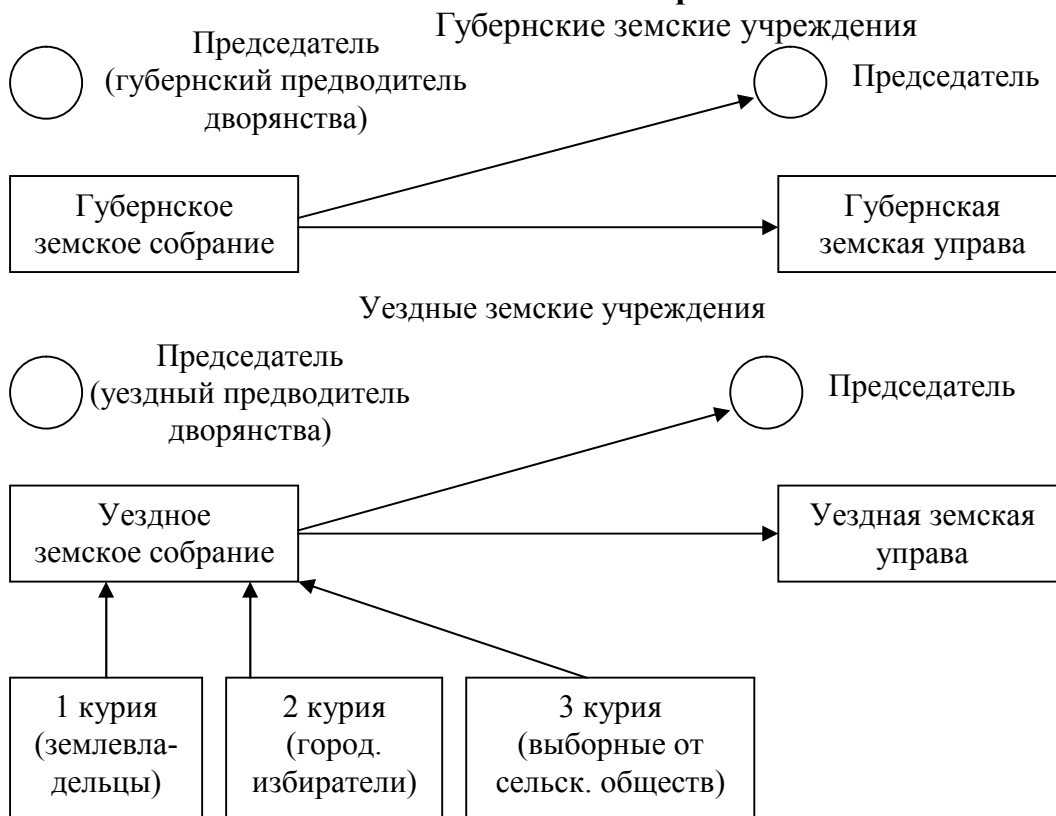 Губернские земские учреждения
Председатель
(губернский предводитель
дворянства)
Председатель
Губернское
земское собрание
Губернская
земская управа
Уездные земские учреждения
Председатель
(уездный предводитель
дворянства)
Председатель
Уездное
земское собрание
Уездная земская
управа
1 курия
(землевла-
дельцы)
2 курия
(город.
избиратели)
3 курия
(выборные от
сельск. обществ)